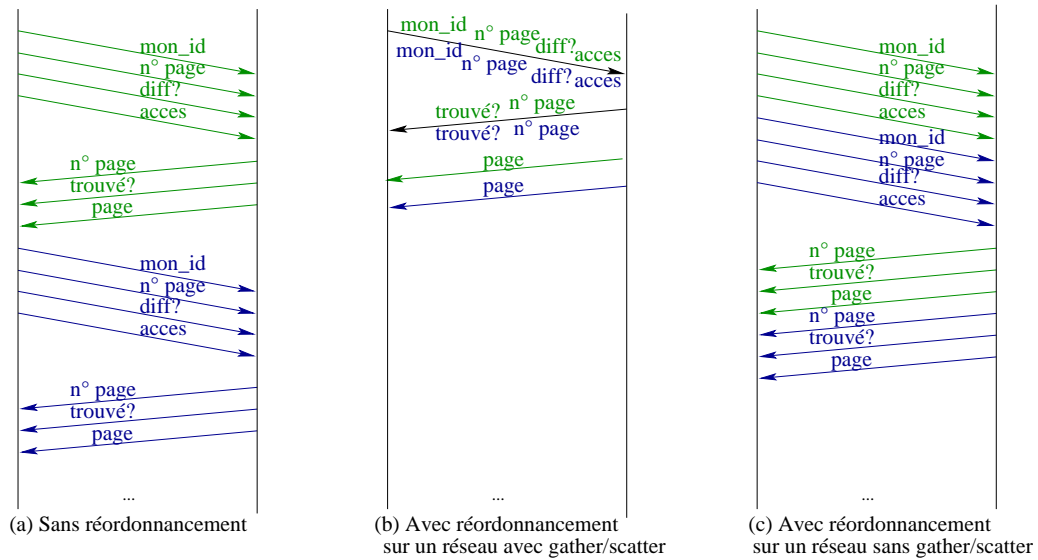 mon_id
n° page
diff?
acces
n° page
trouvé?
page
mon_id
n° page
diff?
acces
n° page
trouvé?
page
...
(a) Sans réordonnancement
mon_id n° page diff? acces
mon_id n° page diff? acces
trouvé? n° page
trouvé? n° page
page
page
...
(b) Avec réordonnancement
sur un réseau avec gather/scatter
mon_id
n° page
diff?
acces
mon_id
n° page
diff?
acces
n° page
trouvé?
page
n° page
trouvé?
page
...
(c) Avec réordonnancement
sur un réseau sans gather/scatter